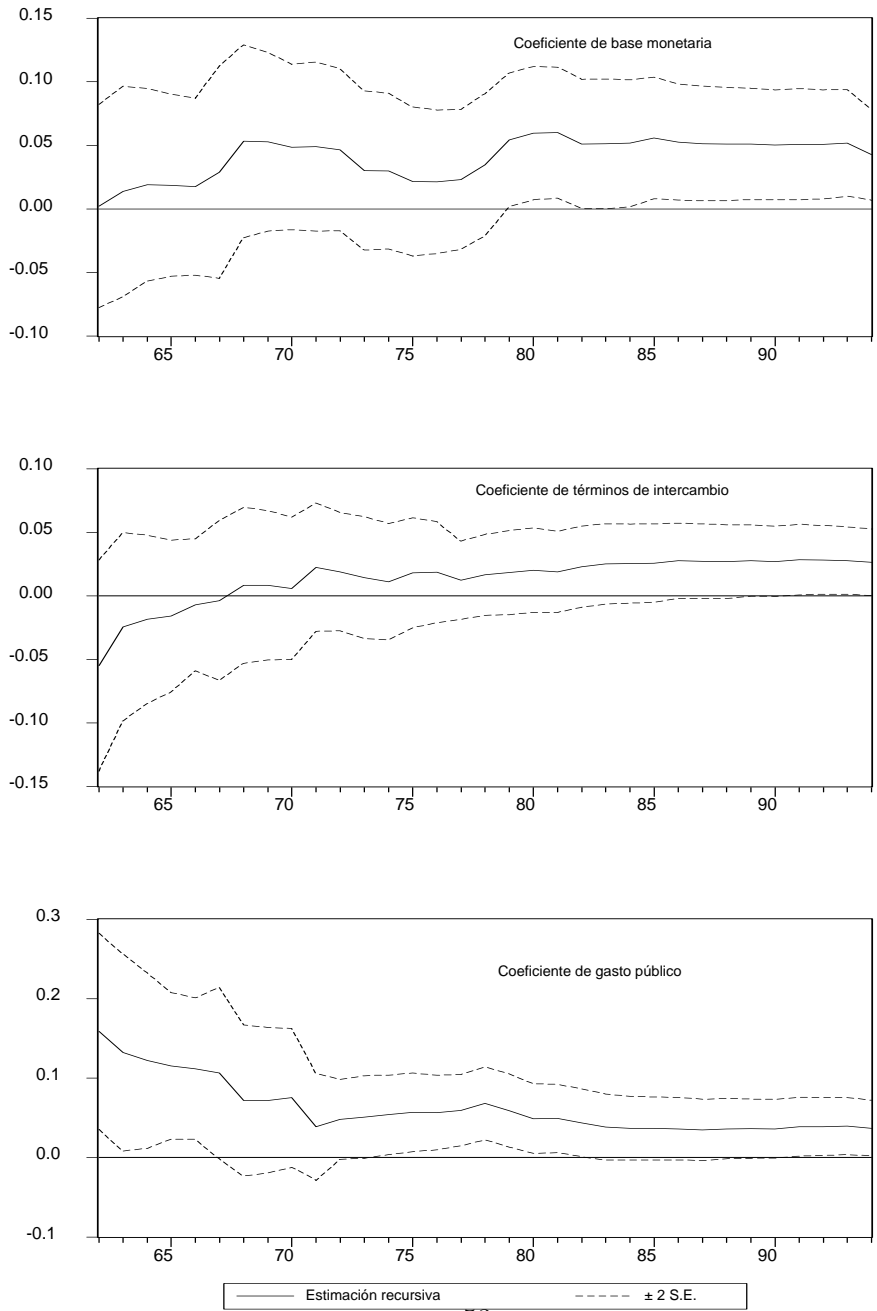 0.15
Coeficiente de base monetaria
0.10
0.05
0.00
-0.05
-0.10
65 70 75 80 85 90
0.10
Coeficiente de términos de intercambio
0.05
0.00
-0.05
-0.10
-0.15
65 70 75 80 85 90
0.3
Coeficiente de gasto público
0.2
0.1
0.0
-0.1
65 70 75 80 85 90
Estimación recursiva ± 2 S.E.